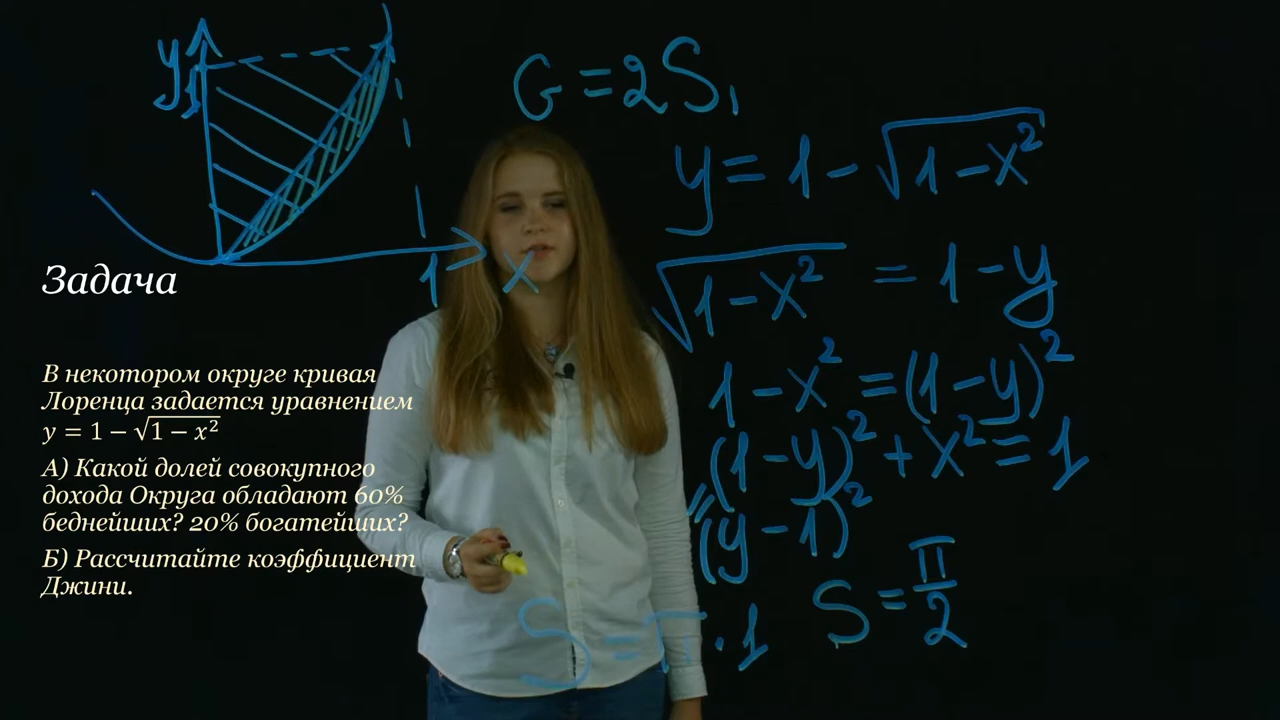 y
1
1
x
G = 2S₁
y = 1 - √(1 - x²)
√(1 - x²) = 1 - y
1 - x² = (1 - y)²
(1 - y)² + x² = 1
(y - 1)²
S = π/2
S = π · 1
Задача
В некотором округе кривая
Лоренца задается уравнением
y = 1 − √(1 − x²)
А) Какой долей совокупного
дохода Округа обладают 60%
беднейших? 20% богатейших?
Б) Рассчитайте коэффициент
Джини.